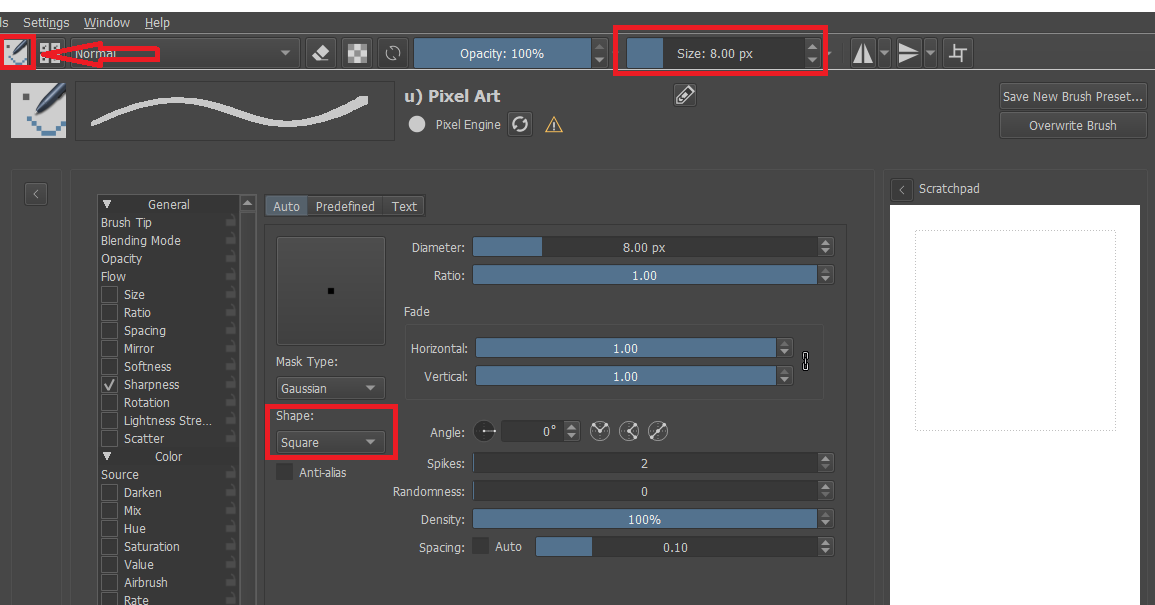 ls Settings Window Help
Normal Opacity: 100% Size: 8.00 px
u) Pixel Art
Pixel Engine
Save New Brush Preset...
Overwrite Brush
Scratchpad
General
Brush Tip
Blending Mode
Opacity
Flow
Size
Ratio
Spacing
Mirror
Softness
Sharpness
Rotation
Lightness Stre...
Scatter
Color
Source
Darken
Mix
Hue
Saturation
Value
Airbrush
Rate
Auto Predefined Text
Mask Type:
Gaussian
Shape:
Square
Anti-alias
Diameter: 8.00 px
Ratio: 1.00
Fade
Horizontal: 1.00
Vertical: 1.00
Angle: 0°
Spikes: 2
Randomness: 0
Density: 100%
Spacing: Auto 0.10